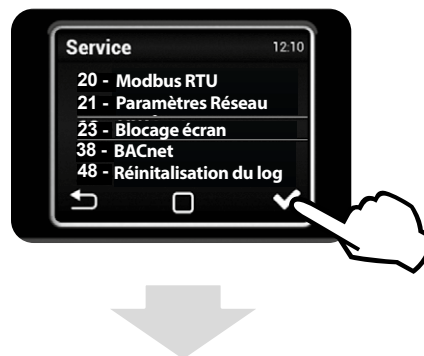 Service 12:10
20 - Modbus RTU
21 - Paramètres Réseau
23 - Blocage écran
38 - BACnet
48 - Réinitalisation du log